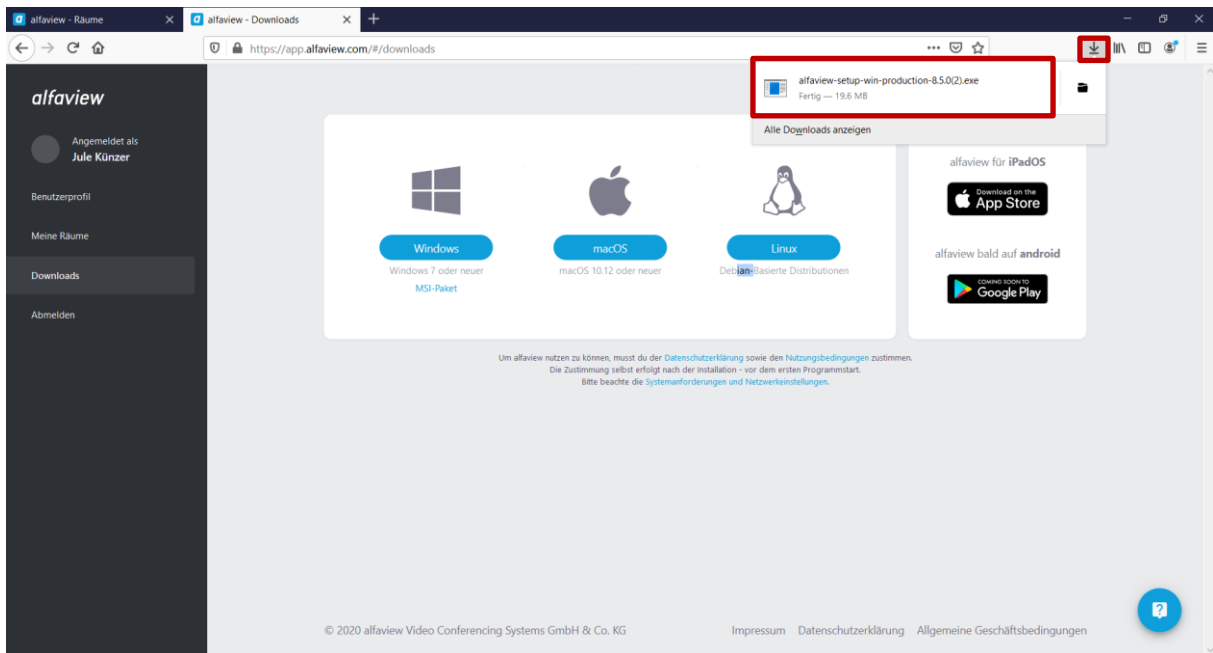 alfaview - Räume
alfaview - Downloads
https://app.alfaview.com/#/downloads
alfaview-setup-win-production-8.5.0(2).exe
Fertig — 19.6 MB
Alle Downloads anzeigen
alfaview
Angemeldet als
Jule Künzer
Benutzerprofil
Meine Räume
Downloads
Abmelden
Windows
Windows 7 oder neuer
MSI-Paket
macOS
macOS 10.12 oder neuer
Linux
Debian-Basierte Distributionen
alfaview für iPadOS
Download on the
App Store
alfaview bald auf android
COMING SOON TO
Google Play
Um alfaview nutzen zu können, musst du der Datenschutzerklärung sowie den Nutzungsbedingungen zustimmen.
Die Zustimmung selbst erfolgt nach der Installation - vor dem ersten Programmstart.
Bitte beachte die Systemanforderungen und Netzwerkeinstellungen.
© 2020 alfaview Video Conferencing Systems GmbH & Co. KG
Impressum Datenschutzerklärung Allgemeine Geschäftsbedingungen